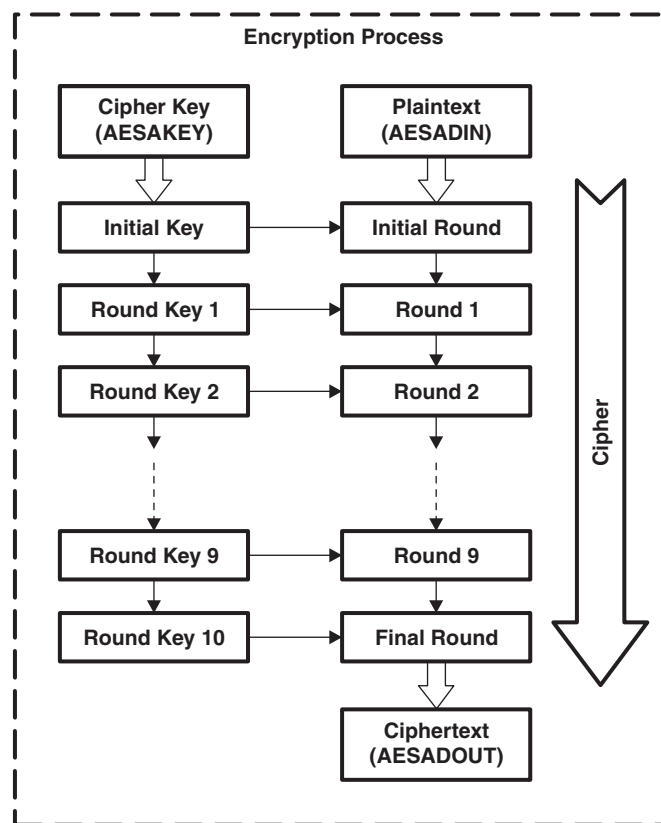 Encryption Process
Cipher Key
(AESAKEY)
Plaintext
(AESADIN)
Initial Key
Initial Round
Round Key 1
Round 1
Round Key 2
Round 2
Cipher
Round Key 9
Round 9
Round Key 10
Final Round
Ciphertext
(AESADOUT)